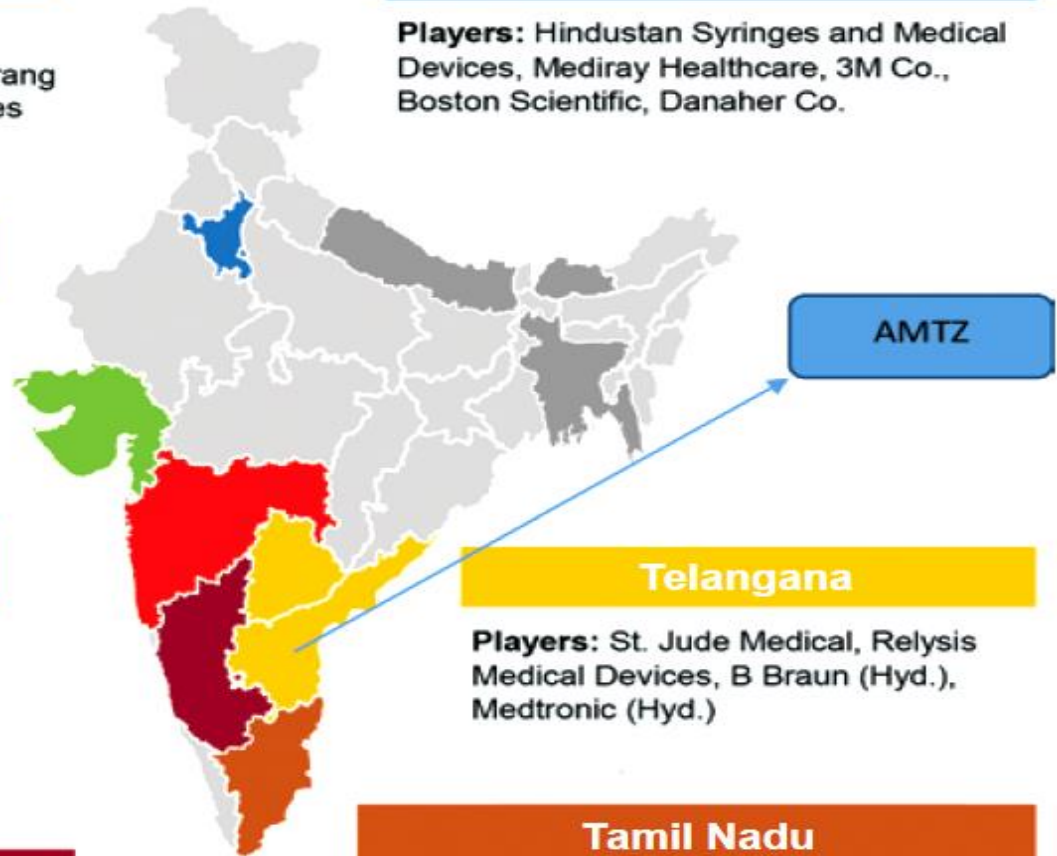 Players: Hindustan Syringes and Medical
Devices, Mediray Healthcare, 3M Co.,
Boston Scientific, Danaher Co.
AMTZ
Telangana
Players: St. Jude Medical, Relysis
Medical Devices, B Braun (Hyd.),
Medtronic (Hyd.)
Tamil Nadu